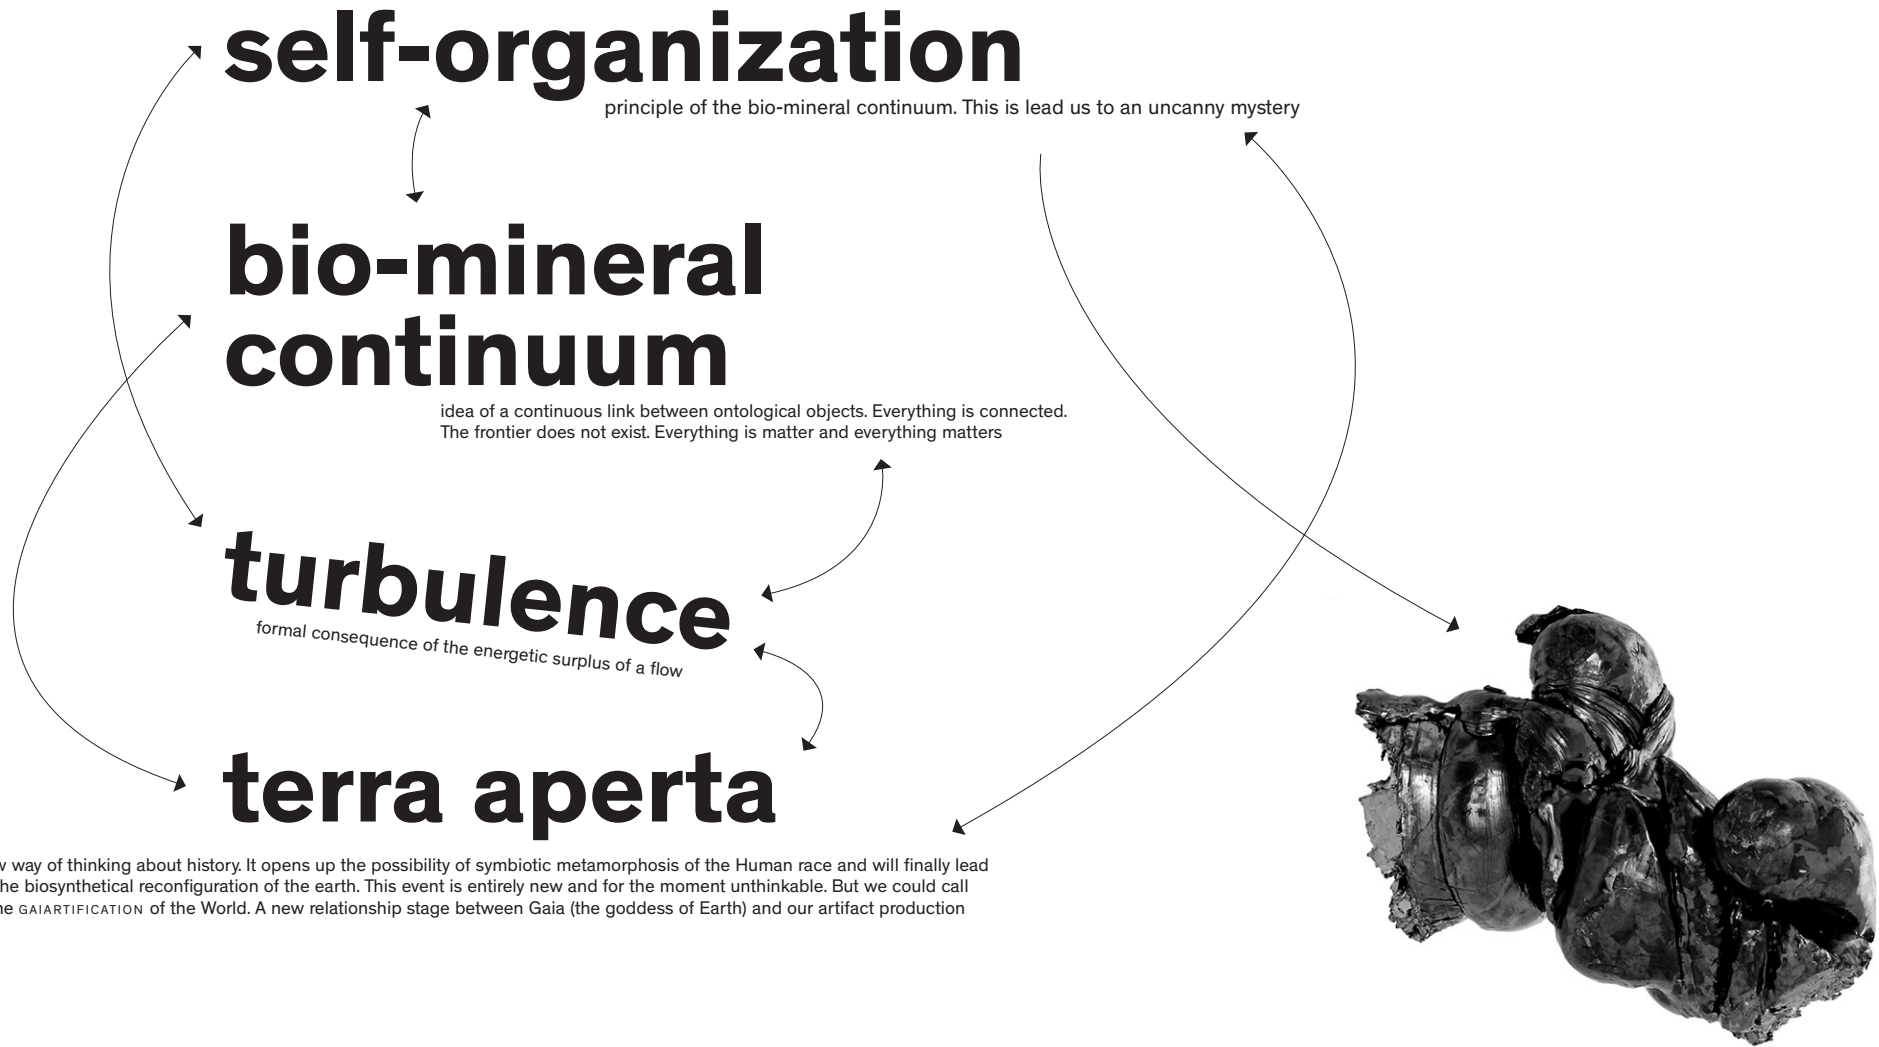 self-organization
principle of the bio-mineral continuum. This is lead us to an uncanny mystery
bio-mineral
continuum
idea of a continuous link between ontological objects. Everything is connected.
The frontier does not exist. Everything is matter and everything matters
turbulence
formal consequence of the energetic surplus of a flow
terra aperta
way of thinking about history. It opens up the possibility of symbiotic metamorphosis of the Human race and will finally lead
he biosynthetical reconfiguration of the earth. This event is entirely new and for the moment unthinkable. But we could call
ne GAIARTIFICATION of the World. A new relationship stage between Gaia (the goddess of Earth) and our artifact production